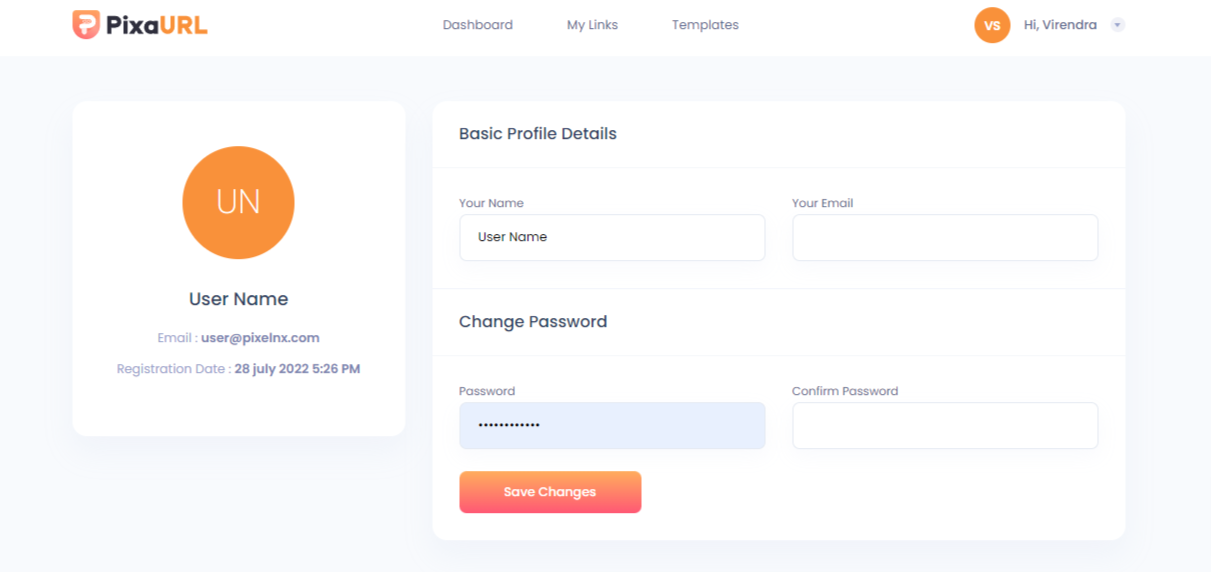 PixaURL
Dashboard
My Links
Templates
VS
Hi, Virendra
UN
User Name
Email : user@pixelnx.com
Registration Date : 28 july 2022 5:26 PM
Basic Profile Details
Your Name
Your Email
User Name
Change Password
Password
Confirm Password
••••••••••••
Save Changes